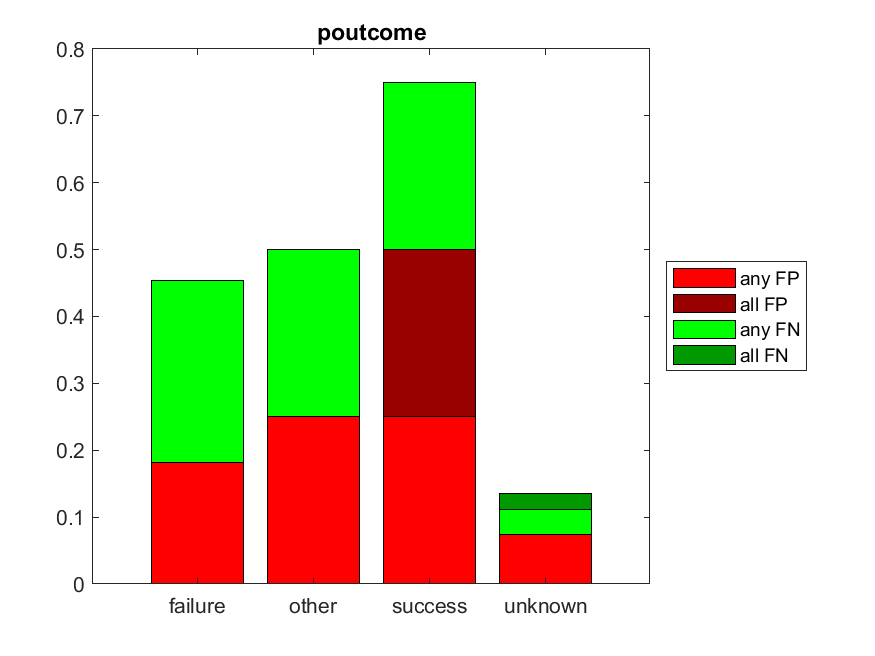 poutcome
0.8
0.7
0.6
0.5
0.4
0.3
0.2
0.1
0
failure other success unknown
any FP
all FP
any FN
all FN